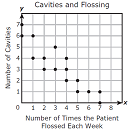 Cavities and Flossing
y
7
6
5
4
3
2
1
0
1 2 3 4 5 6 7 8
x
Number of Cavities
Number of Times the Patient
Flossed Each Week